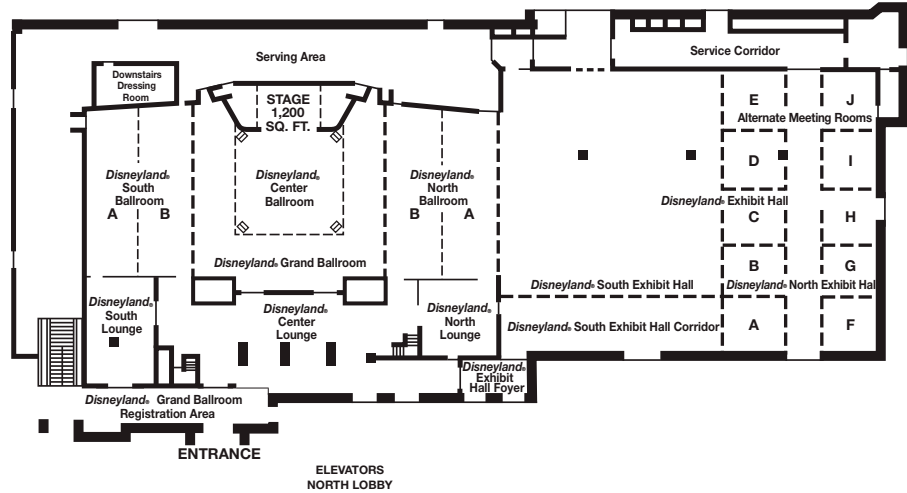 Serving Area
Service Corridor
Downstairs
Dressing
Room
STAGE
1,200
SQ. FT.
E
J
Alternate Meeting Rooms
D
I
Disneyland®
South
Ballroom
A
B
Disneyland®
Center
Ballroom
Disneyland®
North
Ballroom
B
A
Disneyland® Exhibit Hall
C
H
Disneyland® Grand Ballroom
B
G
Disneyland® South Exhibit Hall
Disneyland® North Exhibit Hal
Disneyland®
South
Lounge
Disneyland®
Center
Lounge
Disneyland®
North
Lounge
Disneyland® South Exhibit Hall Corridor
A
F
Disneyland®
Exhibit
Hall Foyer
Disneyland® Grand Ballroom
Registration Area
ENTRANCE
ELEVATORS
NORTH LOBBY